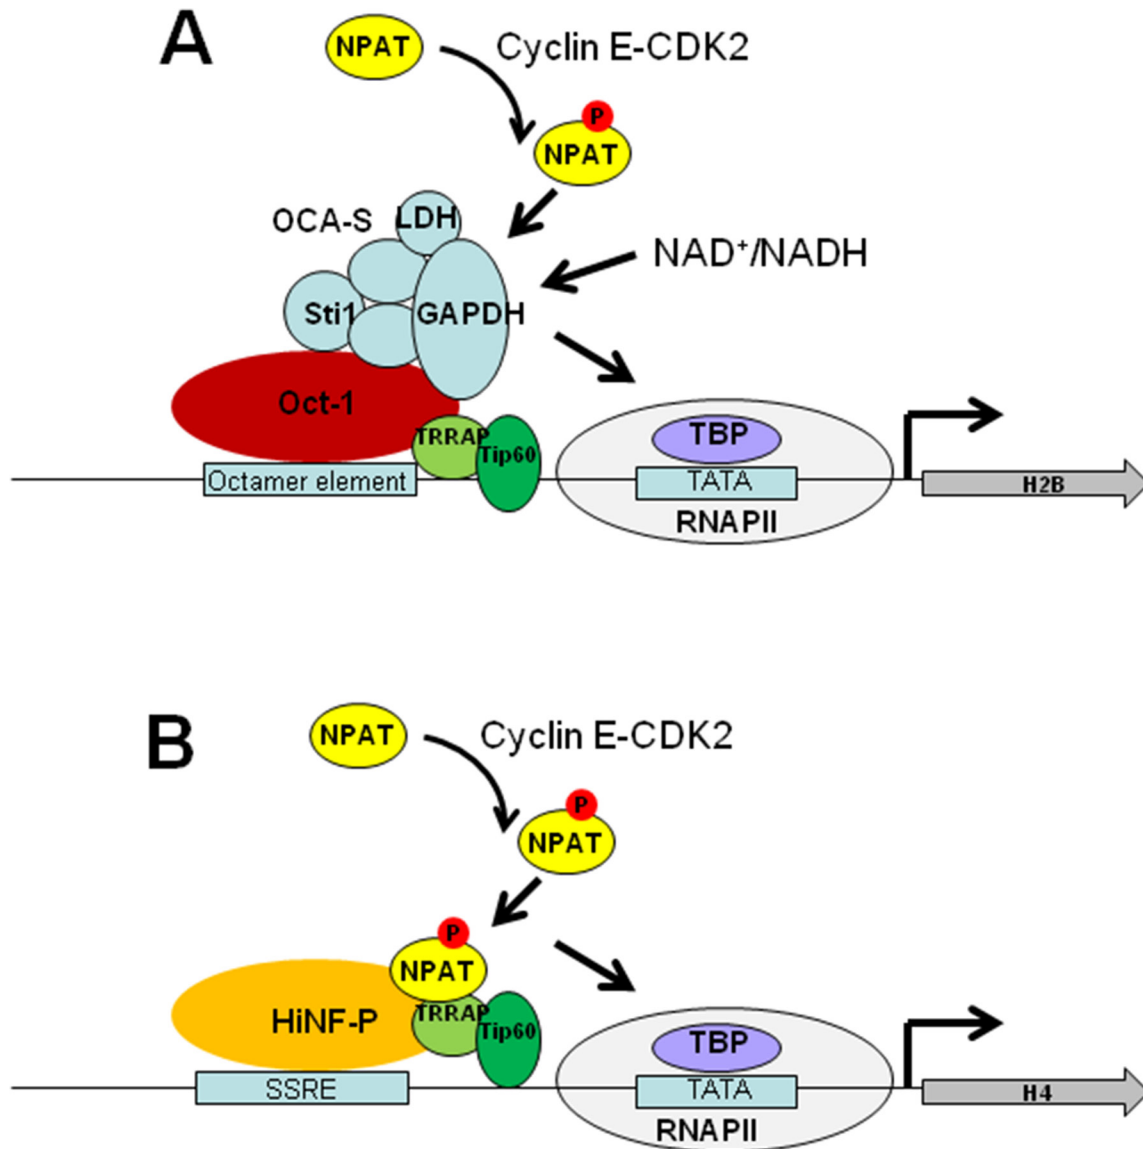 A
NPAT
Cyclin E-CDK2
P
NPAT
OCA-S
LDH
NAD⁺/NADH
Sti1
GAPDH
Oct-1
TRRAP
Tip60
TBP
Octamer element
TATA
H2B
RNAPII
B
NPAT
Cyclin E-CDK2
P
NPAT
P
NPAT
HiNF-P
TRRAP
Tip60
TBP
SSRE
TATA
H4
RNAPII